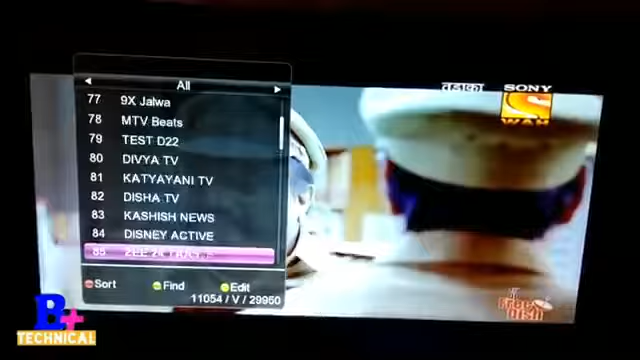 All
77 9X Jalwa
78 MTV Beats
79 TEST D22
80 DIVYA TV
81 KATYAYANI TV
82 DISHA TV
83 KASHISH NEWS
84 DISNEY ACTIVE
85
Sort Find Edit
11054 / V / 29950
तड़का
SONY
WAH
Free Dish
B+
TECHNICAL